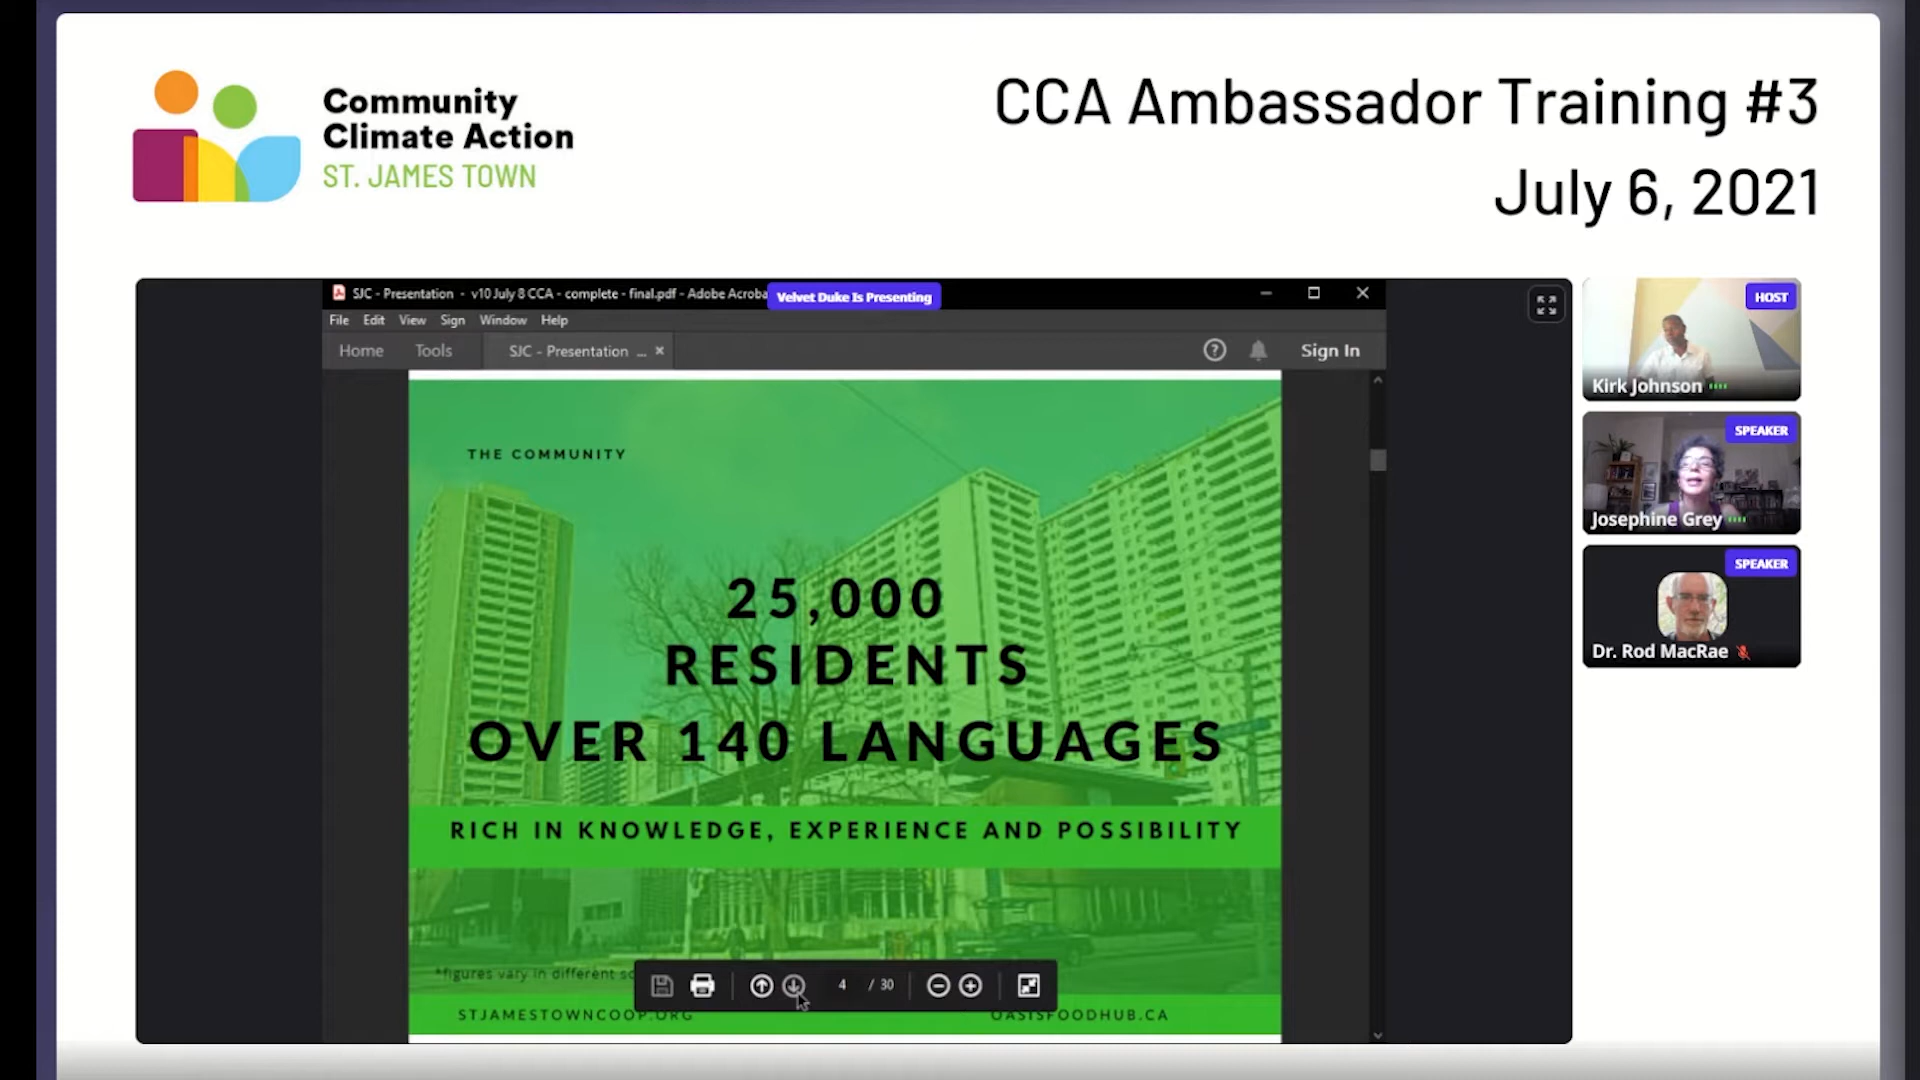 Community
Climate Action
ST. JAMES TOWN
CCA Ambassador Training #3
July 6, 2021
SJC - Presentation - v10 July 8 CCA - complete - final.pdf - Adobe Acroba
Velvet Duke Is Presenting
File Edit View Sign Window Help
Home Tools SJC - Presentation ... × Sign In
THE COMMUNITY
25,000
RESIDENTS
OVER 140 LANGUAGES
RICH IN KNOWLEDGE, EXPERIENCE AND POSSIBILITY
*figures vary in different
4 / 30
STJAMESTOWNCOOP.ORG OASISFOODHUB.CA
HOST
Kirk Johnson
SPEAKER
Josephine Grey
SPEAKER
Dr. Rod MacRae